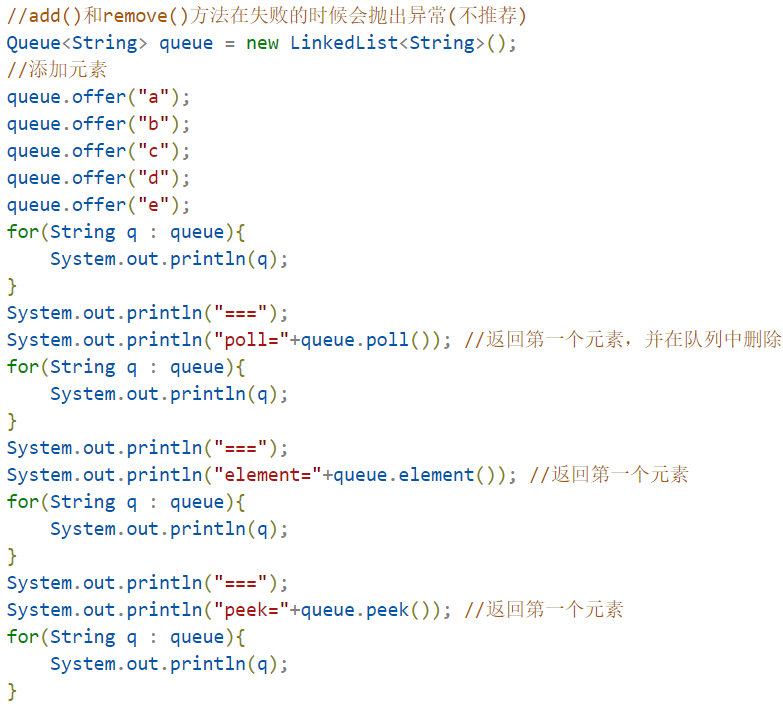 //add()和remove()方法在失败的时候会抛出异常(不推荐)
Queue<String> queue = new LinkedList<String>();
//添加元素
queue.offer("a");
queue.offer("b");
queue.offer("c");
queue.offer("d");
queue.offer("e");
for(String q : queue){
    System.out.println(q);
}
System.out.println("===");
System.out.println("poll="+queue.poll()); //返回第一个元素，并在队列中删除
for(String q : queue){
    System.out.println(q);
}
System.out.println("===");
System.out.println("element="+queue.element()); //返回第一个元素
for(String q : queue){
    System.out.println(q);
}
System.out.println("===");
System.out.println("peek="+queue.peek()); //返回第一个元素
for(String q : queue){
    System.out.println(q);
}